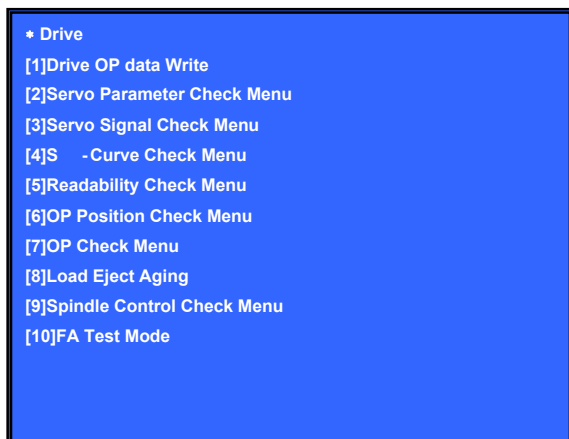 * Drive
[1]Drive OP data Write
[2]Servo Parameter Check Menu
[3]Servo Signal Check Menu
[4]S -Curve Check Menu
[5]Readability Check Menu
[6]OP Position Check Menu
[7]OP Check Menu
[8]Load Eject Aging
[9]Spindle Control Check Menu
[10]FA Test Mode